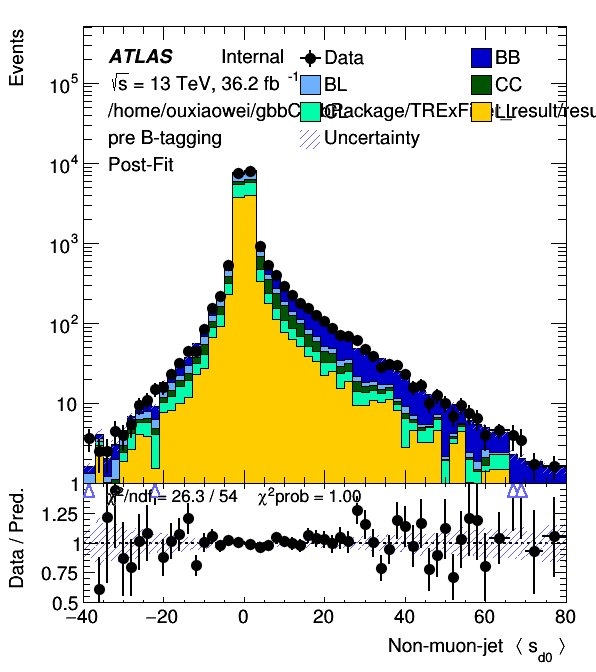 Events
ATLAS Internal
√s = 13 TeV, 36.2 fb⁻¹
pre B-tagging
Post-Fit
Data
BL
Uncertainty
BB
CC
10⁵
10⁴
10³
10²
10
1
χ²/ndf = 26.3 / 54 χ²prob = 1.00
Data / Pred.
1.25
1
0.75
0.5
−40 −20 0 20 40 60 80
Non-muon-jet ⟨ s_d0 ⟩